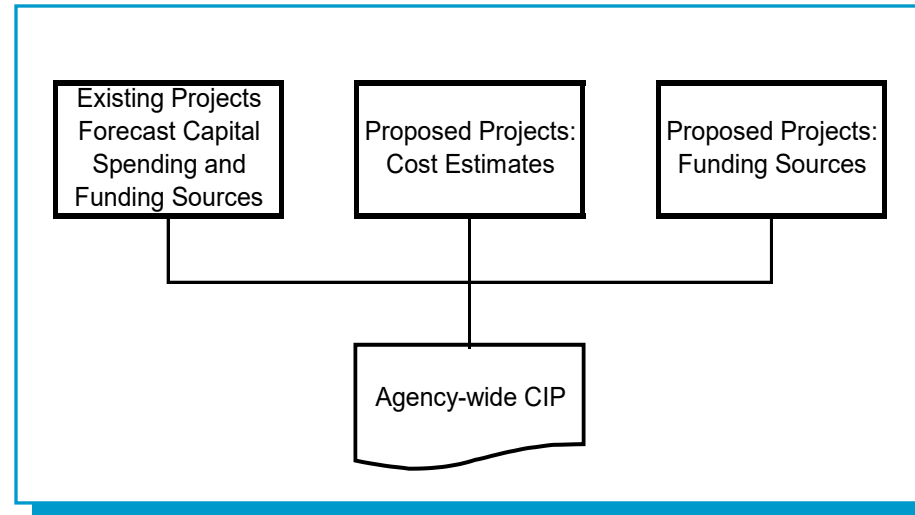 Existing Projects
Forecast Capital
Spending and
Funding Sources
Proposed Projects:
Cost Estimates
Proposed Projects:
Funding Sources
Agency-wide CIP